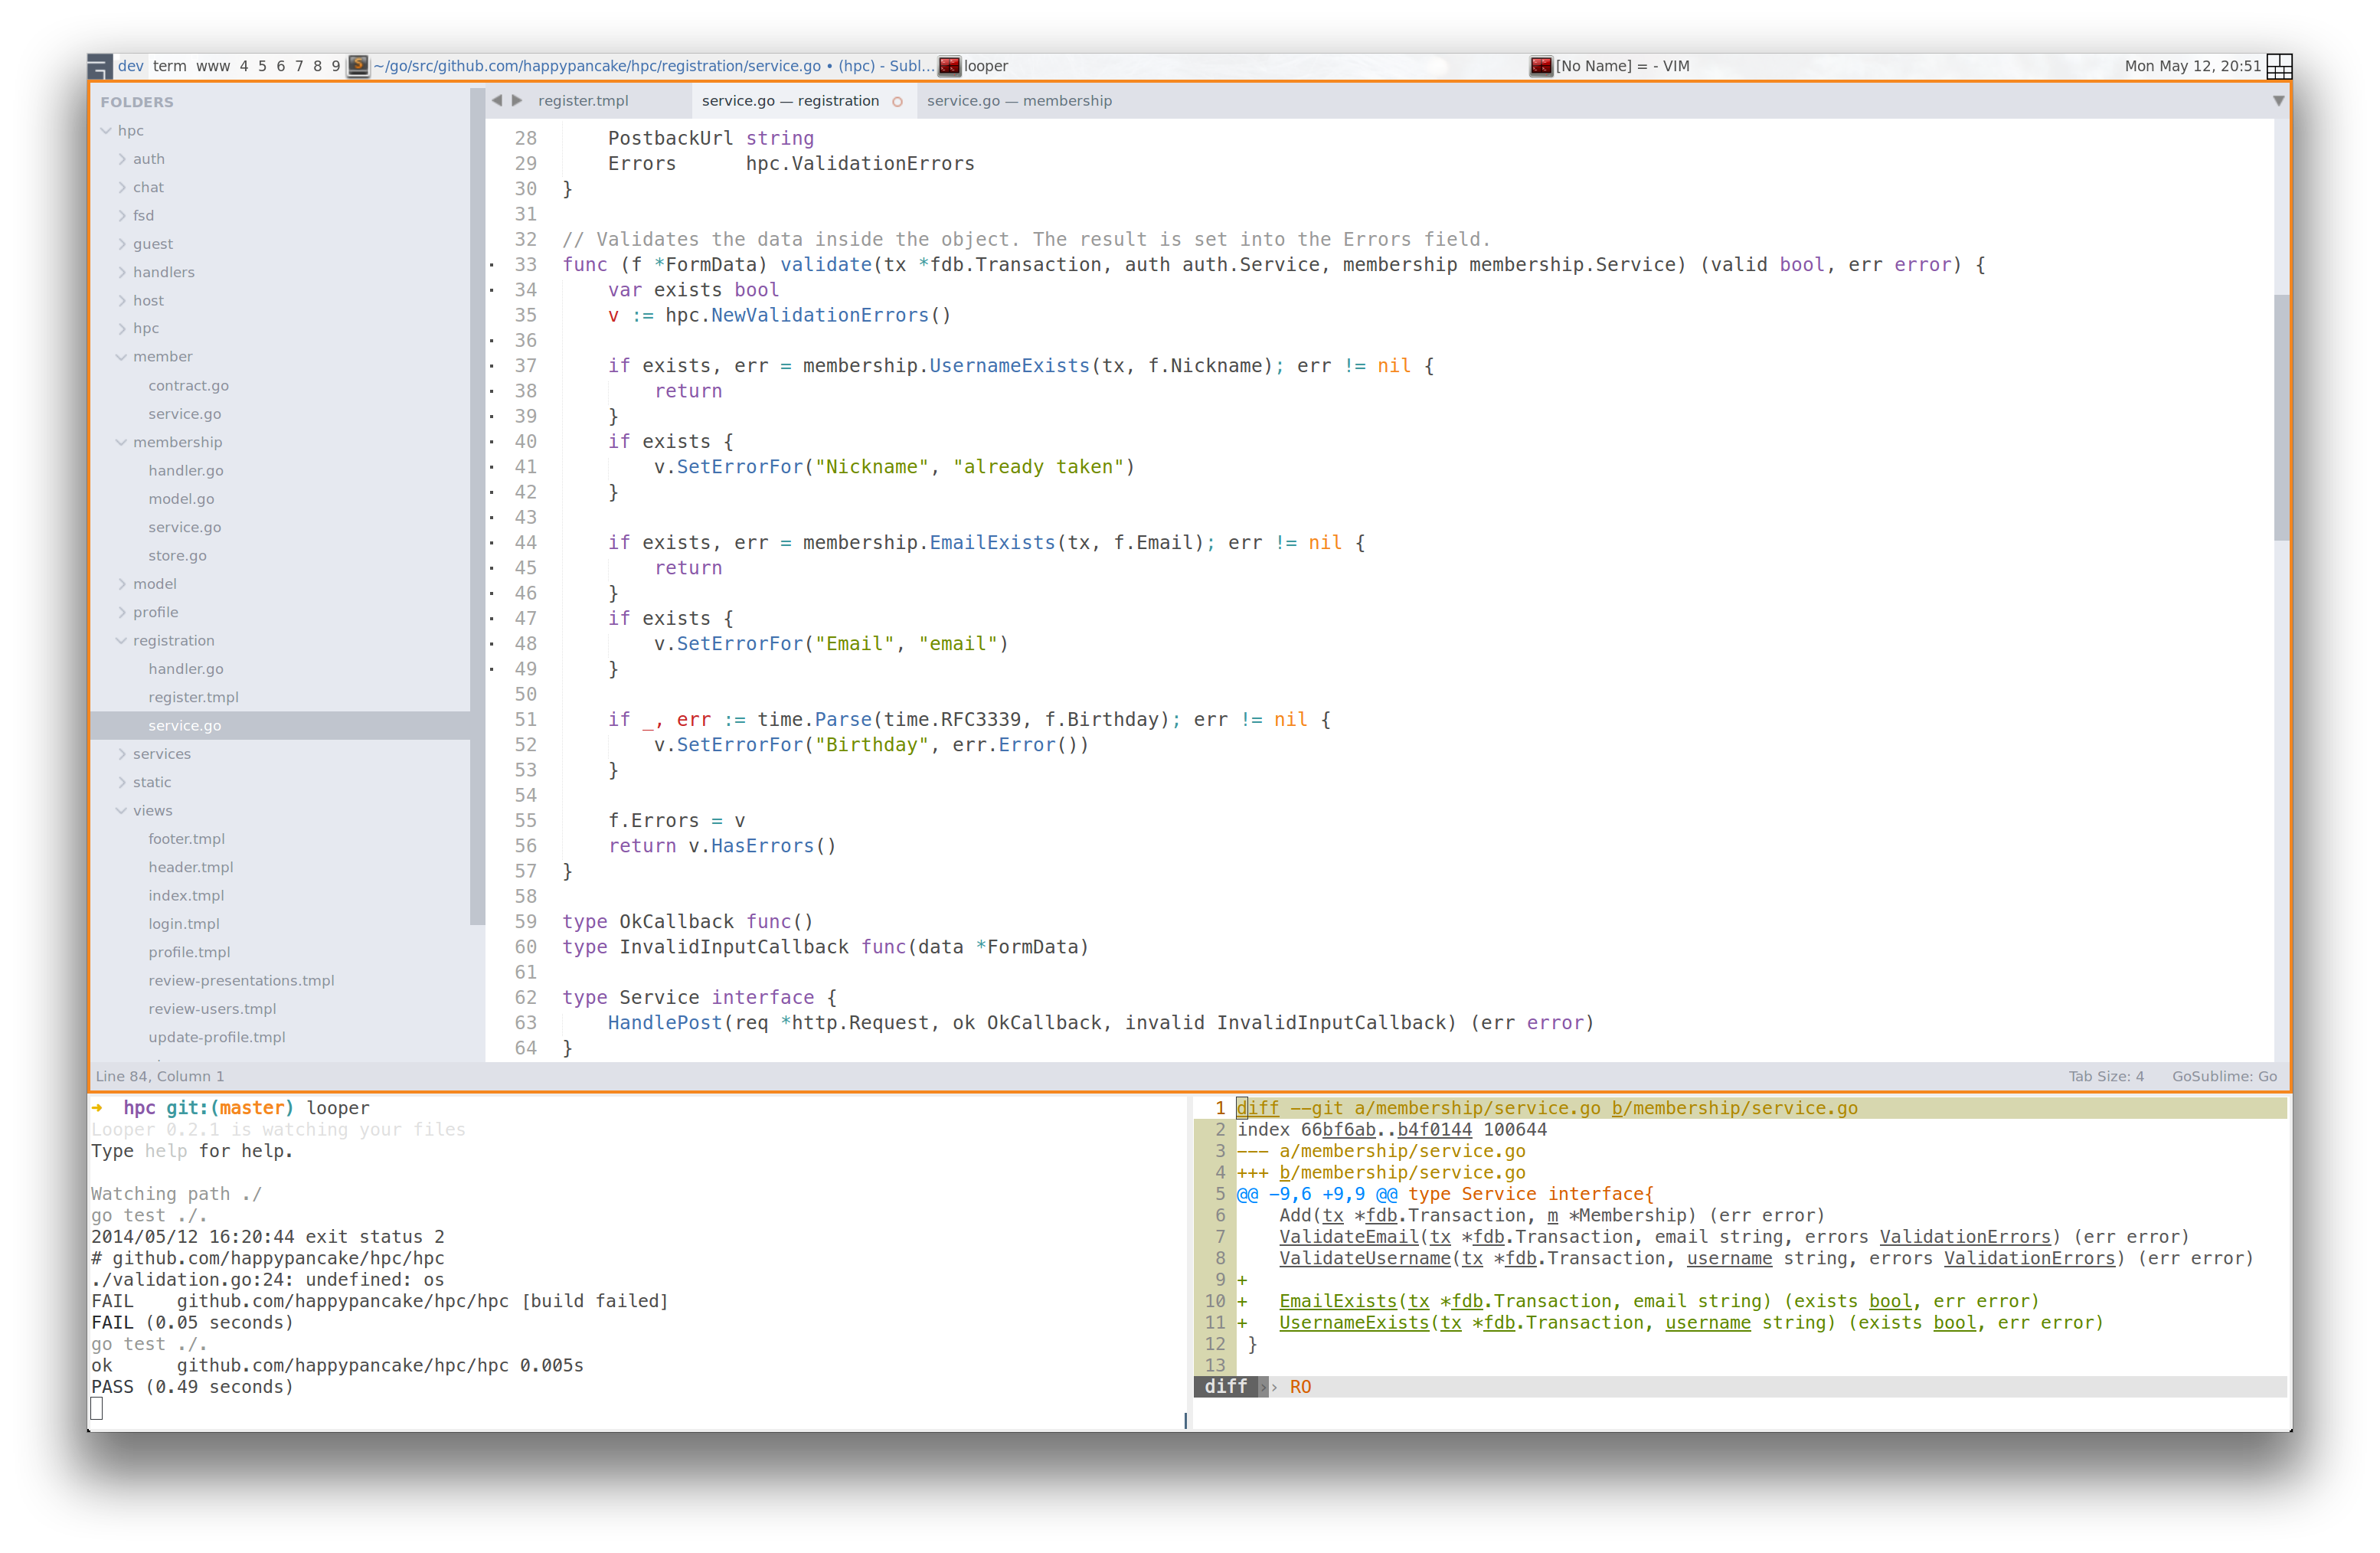 dev term www 4 5 6 7 8 9 ~/go/src/github.com/happypancake/hpc/registration/service.go • (hpc) - Subl... looper [No Name] = - VIM Mon May 12, 20:51
FOLDERS
hpc
auth
chat
fsd
guest
handlers
host
hpc
member
contract.go
service.go
membership
handler.go
model.go
service.go
store.go
model
profile
registration
handler.go
register.tmpl
service.go
services
static
views
footer.tmpl
header.tmpl
index.tmpl
login.tmpl
profile.tmpl
review-presentations.tmpl
review-users.tmpl
update-profile.tmpl
register.tmpl service.go — registration service.go — membership
28     PostbackUrl string
29     Errors      hpc.ValidationErrors
30 }
31
32 // Validates the data inside the object. The result is set into the Errors field.
33 func (f *FormData) validate(tx *fdb.Transaction, auth auth.Service, membership membership.Service) (valid bool, err error) {
34     var exists bool
35     v := hpc.NewValidationErrors()
36
37     if exists, err = membership.UsernameExists(tx, f.Nickname); err != nil {
38         return
39     }
40     if exists {
41         v.SetErrorFor("Nickname", "already taken")
42     }
43
44     if exists, err = membership.EmailExists(tx, f.Email); err != nil {
45         return
46     }
47     if exists {
48         v.SetErrorFor("Email", "email")
49     }
50
51     if _, err := time.Parse(time.RFC3339, f.Birthday); err != nil {
52         v.SetErrorFor("Birthday", err.Error())
53     }
54
55     f.Errors = v
56     return v.HasErrors()
57 }
58
59 type OkCallback func()
60 type InvalidInputCallback func(data *FormData)
61
62 type Service interface {
63     HandlePost(req *http.Request, ok OkCallback, invalid InvalidInputCallback) (err error)
64 }
Line 84, Column 1 Tab Size: 4 GoSublime: Go
➜  hpc git:(master) looper
Looper 0.2.1 is watching your files
Type help for help.
Watching path ./
go test ./.
2014/05/12 16:20:44 exit status 2
# github.com/happypancake/hpc/hpc
./validation.go:24: undefined: os
FAIL    github.com/happypancake/hpc/hpc [build failed]
FAIL (0.05 seconds)
go test ./.
ok      github.com/happypancake/hpc/hpc 0.005s
PASS (0.49 seconds)
1 diff --git a/membership/service.go b/membership/service.go
2 index 66bf6ab..b4f0144 100644
3 --- a/membership/service.go
4 +++ b/membership/service.go
5 @@ -9,6 +9,9 @@ type Service interface{
6     Add(tx *fdb.Transaction, m *Membership) (err error)
7     ValidateEmail(tx *fdb.Transaction, email string, errors ValidationErrors) (err error)
8     ValidateUsername(tx *fdb.Transaction, username string, errors ValidationErrors) (err error)
9 +
10 +   EmailExists(tx *fdb.Transaction, email string) (exists bool, err error)
11 +   UsernameExists(tx *fdb.Transaction, username string) (exists bool, err error)
12  }
13
diff ›› RO